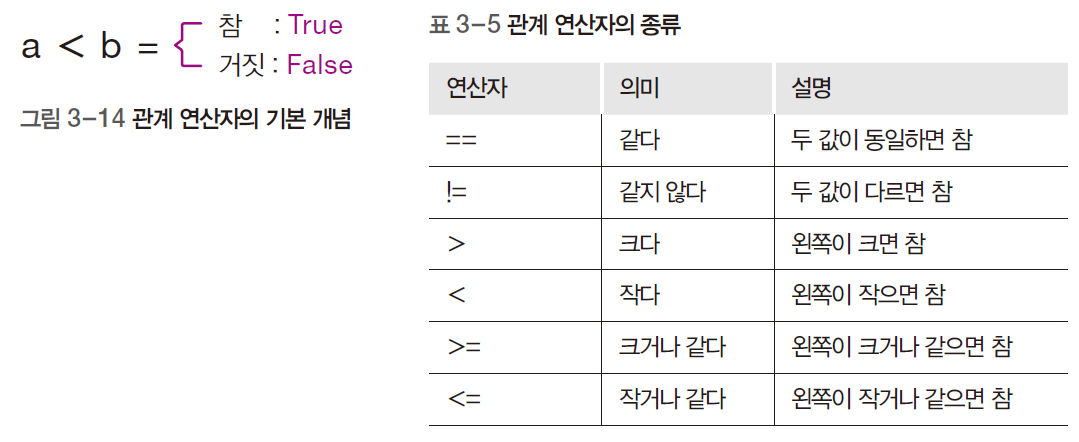 a < b =
참 : True
거짓 : False
그림 3-14 관계 연산자의 기본 개념
표 3-5 관계 연산자의 종류
연산자 의미 설명
== 같다 두 값이 동일하면 참
!= 같지 않다 두 값이 다르면 참
> 크다 왼쪽이 크면 참
< 작다 왼쪽이 작으면 참
>= 크거나 같다 왼쪽이 크거나 같으면 참
<= 작거나 같다 왼쪽이 작거나 같으면 참